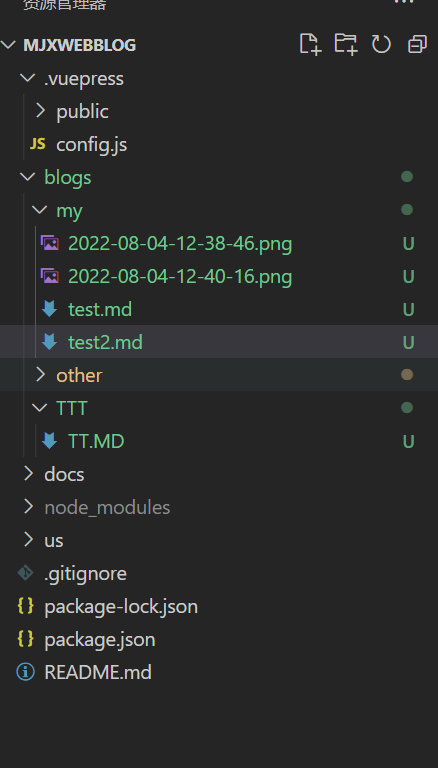 资源管理器
MJXWEBBLOG
.vuepress
public
JS config.js
blogs
my
2022-08-04-12-38-46.png U
2022-08-04-12-40-16.png U
test.md U
test2.md U
other
TTT
TT.MD U
docs
node_modules
us
.gitignore
{} package-lock.json
{} package.json
README.md